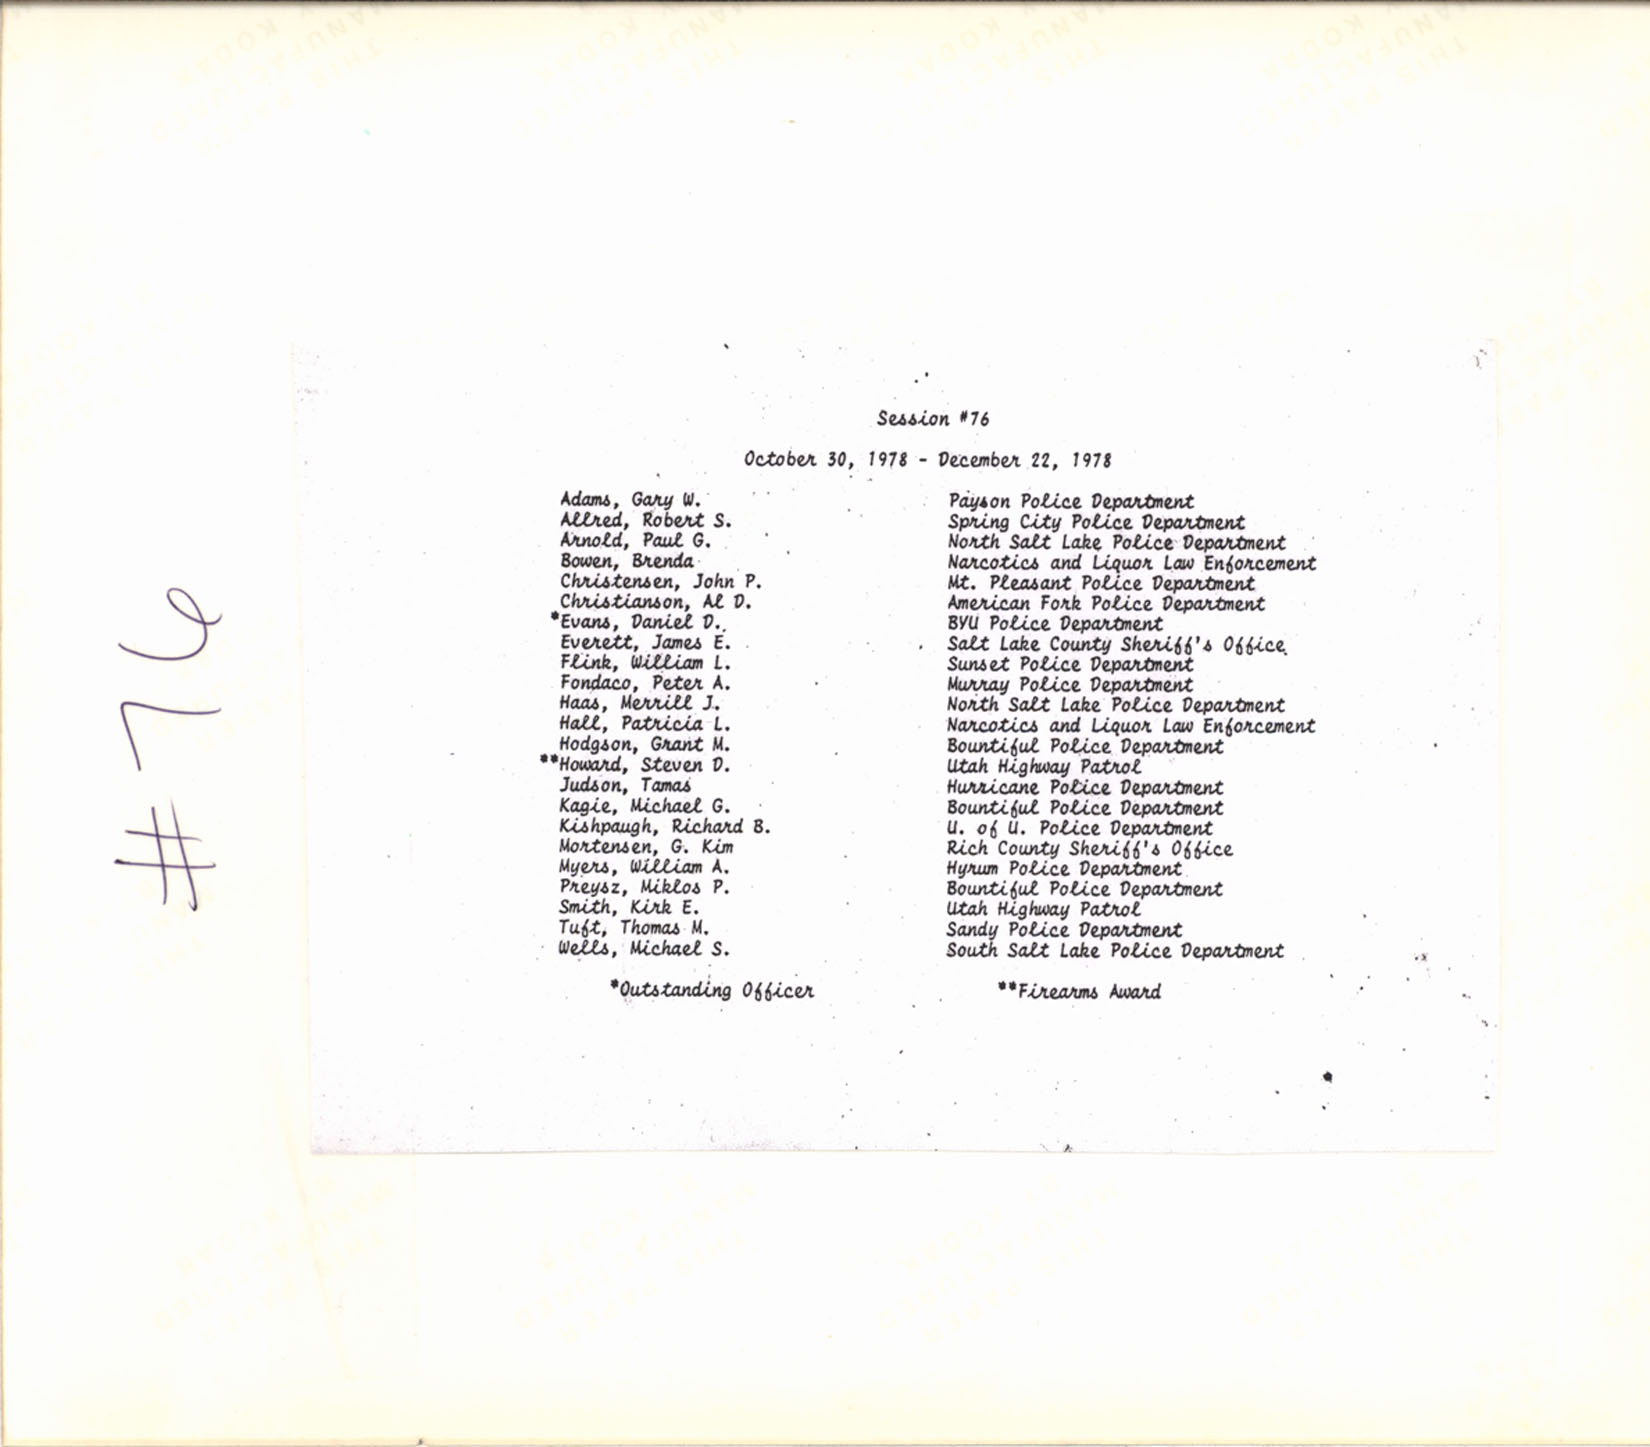 Session #76
October 30, 1978 - December 22, 1978
Adams, Gary W. Payson Police Department
Allred, Robert S. Spring City Police Department
Arnold, Paul G. North Salt Lake Police Department
Bowen, Brenda Narcotics and Liquor Law Enforcement
Christensen, John P. Mt. Pleasant Police Department
Christianson, Al D. American Fork Police Department
*Evans, Daniel D. BYU Police Department
Everett, James E. Salt Lake County Sheriff's Office
Flink, William L. Sunset Police Department
Fondaco, Peter A. Murray Police Department
Haas, Merrill J. North Salt Lake Police Department
Hall, Patricia L. Narcotics and Liquor Law Enforcement
Hodgson, Grant M. Bountiful Police Department
**Howard, Steven D. Utah Highway Patrol
Judson, Tamas Hurricane Police Department
Kagie, Michael G. Bountiful Police Department
Kishpaugh, Richard B. U. of U. Police Department
Mortensen, G. Kim Rich County Sheriff's Office
Myers, William A. Hyrum Police Department
Preysz, Miklos P. Bountiful Police Department
Smith, Kirk E. Utah Highway Patrol
Tuft, Thomas M. Sandy Police Department
Wells, Michael S. South Salt Lake Police Department
*Outstanding Officer **Firearms Award
#76